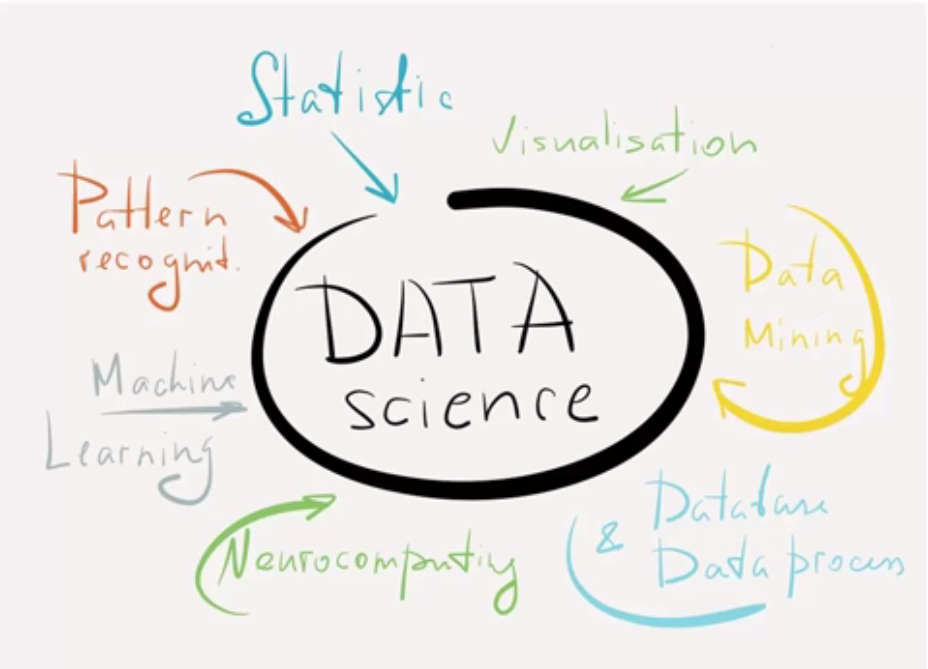 Statistic
Visualisation
Pattern
recognit.
Data
Mining
DATA
science
Machine
Learning
Neurocomputing
Database
& Data process